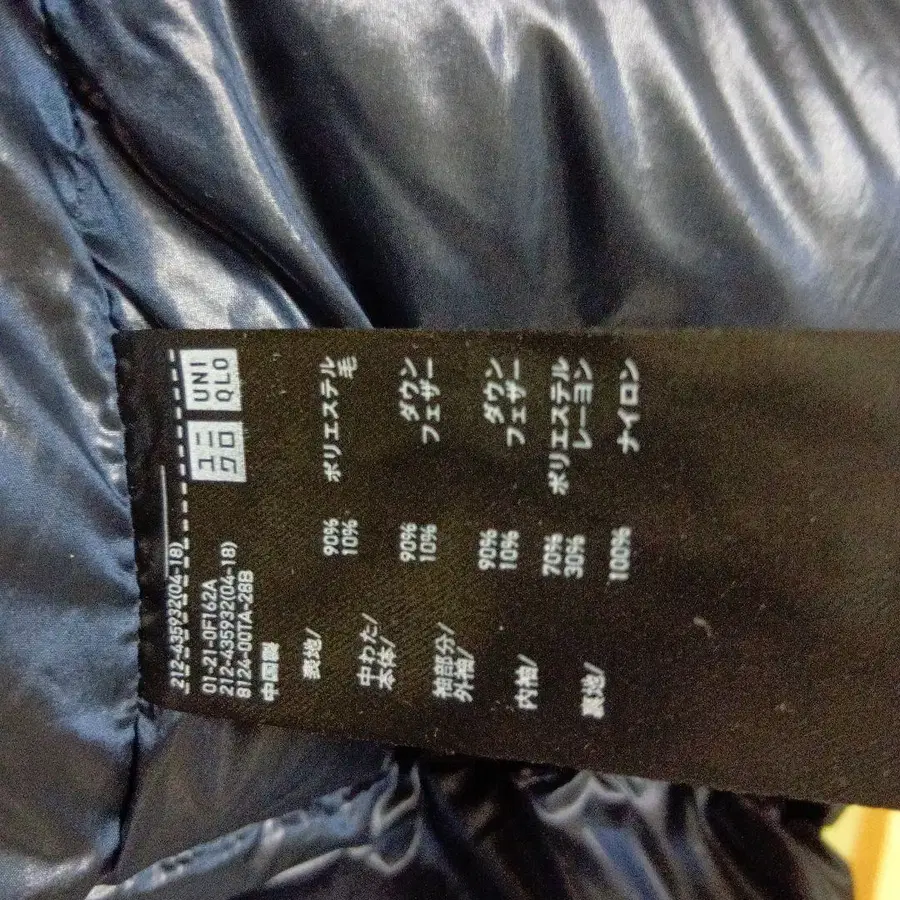 212-435932(04-18)
ユニ
クロ
UNI
QLO
01-21-0F162A
212-435932(04-18)
8124-00TA-28B
中国製
表地/
90% ポリエステル
10% 毛
中わた/
本体/
90% ダウン
10% フェザー
袖部分/
外袖/
90% ダウン
10% フェザー
内袖/
70% ポリエステル
30% レーヨン
裏地/
100% ナイロン